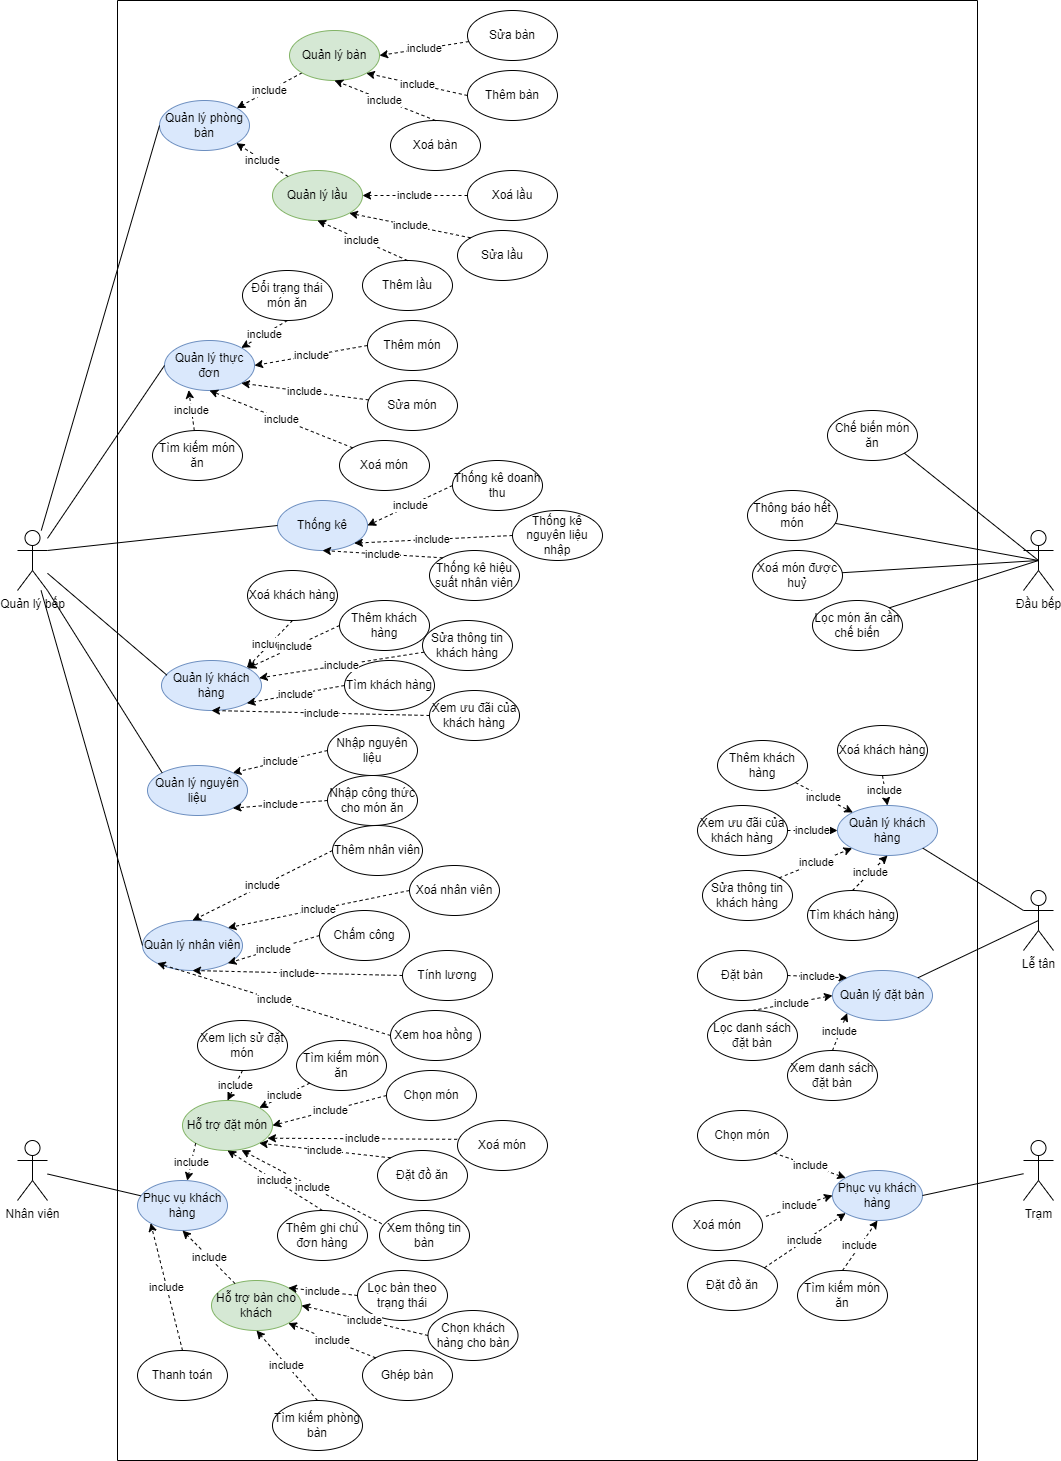 Sửa bàn
Quản lý bàn
include
include
Thêm bàn
include
include
Quản lý phòng
bàn
Xoá bàn
include
Quản lý lầu
include
Xoá lầu
include
include
Sửa lầu
Thêm lầu
Đổi trạng thái
món ăn
include
Thêm món
include
Quản lý thực
đơn
include
Sửa món
include
include
Tìm kiếm món
ăn
Xoá món
Thống kê doanh
thu
include
Thống kê
Thống kê
nguyên liệu
nhập
include
include
Thống kê hiệu
suất nhân viên
Quản lý bếp
Xoá khách hàng
Thêm khách
hàng
include
include
Sửa thông tin
khách hàng
include
Quản lý khách
hàng
Tìm khách hàng
include
include
Xem ưu đãi của
khách hàng
Nhập nguyên
liệu
include
Quản lý nguyên
liệu
Nhập công thức
cho món ăn
include
Thêm nhân viên
include
Xoá nhân viên
include
Chấm công
Quản lý nhân viên
include
include
Tính lương
include
Xem hoa hồng
Xem lịch sử đặt
món
Tìm kiếm món
ăn
include
include
Chọn món
include
Hỗ trợ đặt món
include
Xoá món
include
include
include
include
Đặt đồ ăn
Nhân viên
Phục vụ khách
hàng
Thêm ghi chú
đơn hàng
Xem thông tin
bàn
include
include
Hỗ trợ bàn cho
khách
include
Lọc bàn theo
trạng thái
include
Chọn khách
hàng cho bàn
include
include
Thanh toán
Ghép bàn
Tìm kiếm phòng
bàn
Chế biến món
ăn
Thông báo hết
món
Xoá món được
huỷ
Lọc món ăn cần
chế biến
Đầu bếp
Xoá khách hàng
Thêm khách
hàng
include
include
Xem ưu đãi của
khách hàng
include
Quản lý khách
hàng
include
include
Sửa thông tin
khách hàng
Tìm khách hàng
Lễ tân
Đặt bàn
include
Quản lý đặt bàn
include
Lọc danh sách
đặt bàn
include
Xem danh sách
đặt bàn
Chọn món
include
Phục vụ khách
hàng
include
Xoá món
include
include
Đặt đồ ăn
Tìm kiếm món
ăn
Trạm